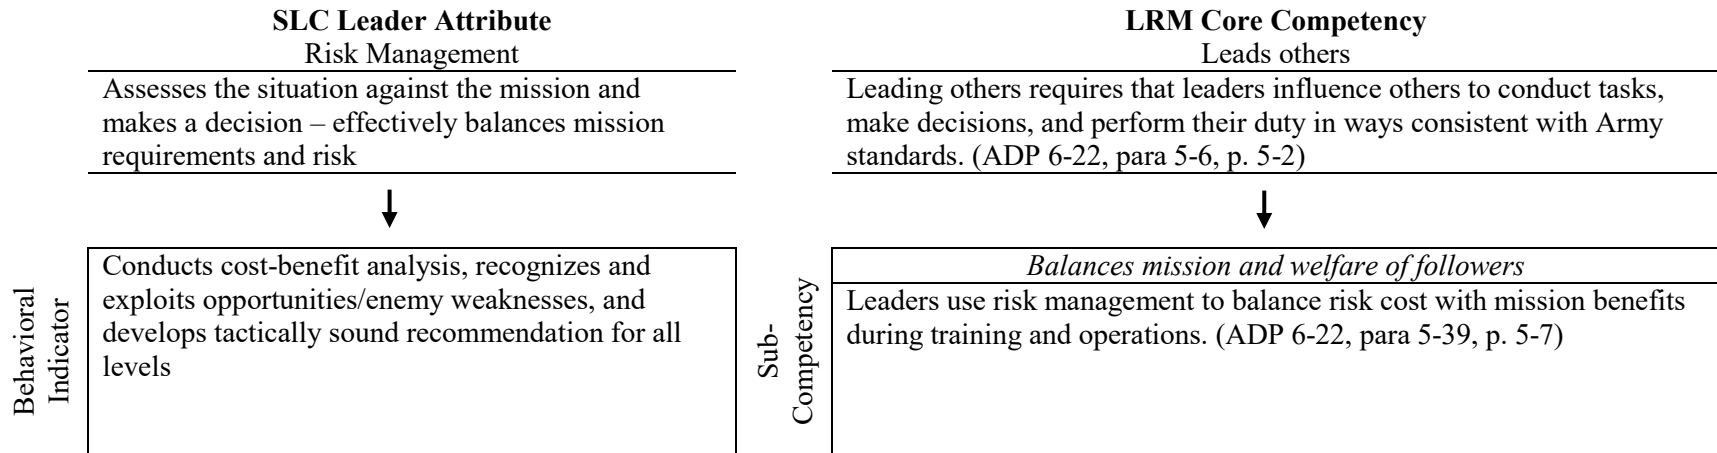 SLC Leader Attribute
Risk Management
Assesses the situation against the mission and
makes a decision – effectively balances mission
requirements and risk
Behavioral
Indicator
Conducts cost-benefit analysis, recognizes and
exploits opportunities/enemy weaknesses, and
develops tactically sound recommendation for all
levels
LRM Core Competency
Leads others
Leading others requires that leaders influence others to conduct tasks,
make decisions, and perform their duty in ways consistent with Army
standards. (ADP 6-22, para 5-6, p. 5-2)
Sub-
Competency
Balances mission and welfare of followers
Leaders use risk management to balance risk cost with mission benefits
during training and operations. (ADP 6-22, para 5-39, p. 5-7)